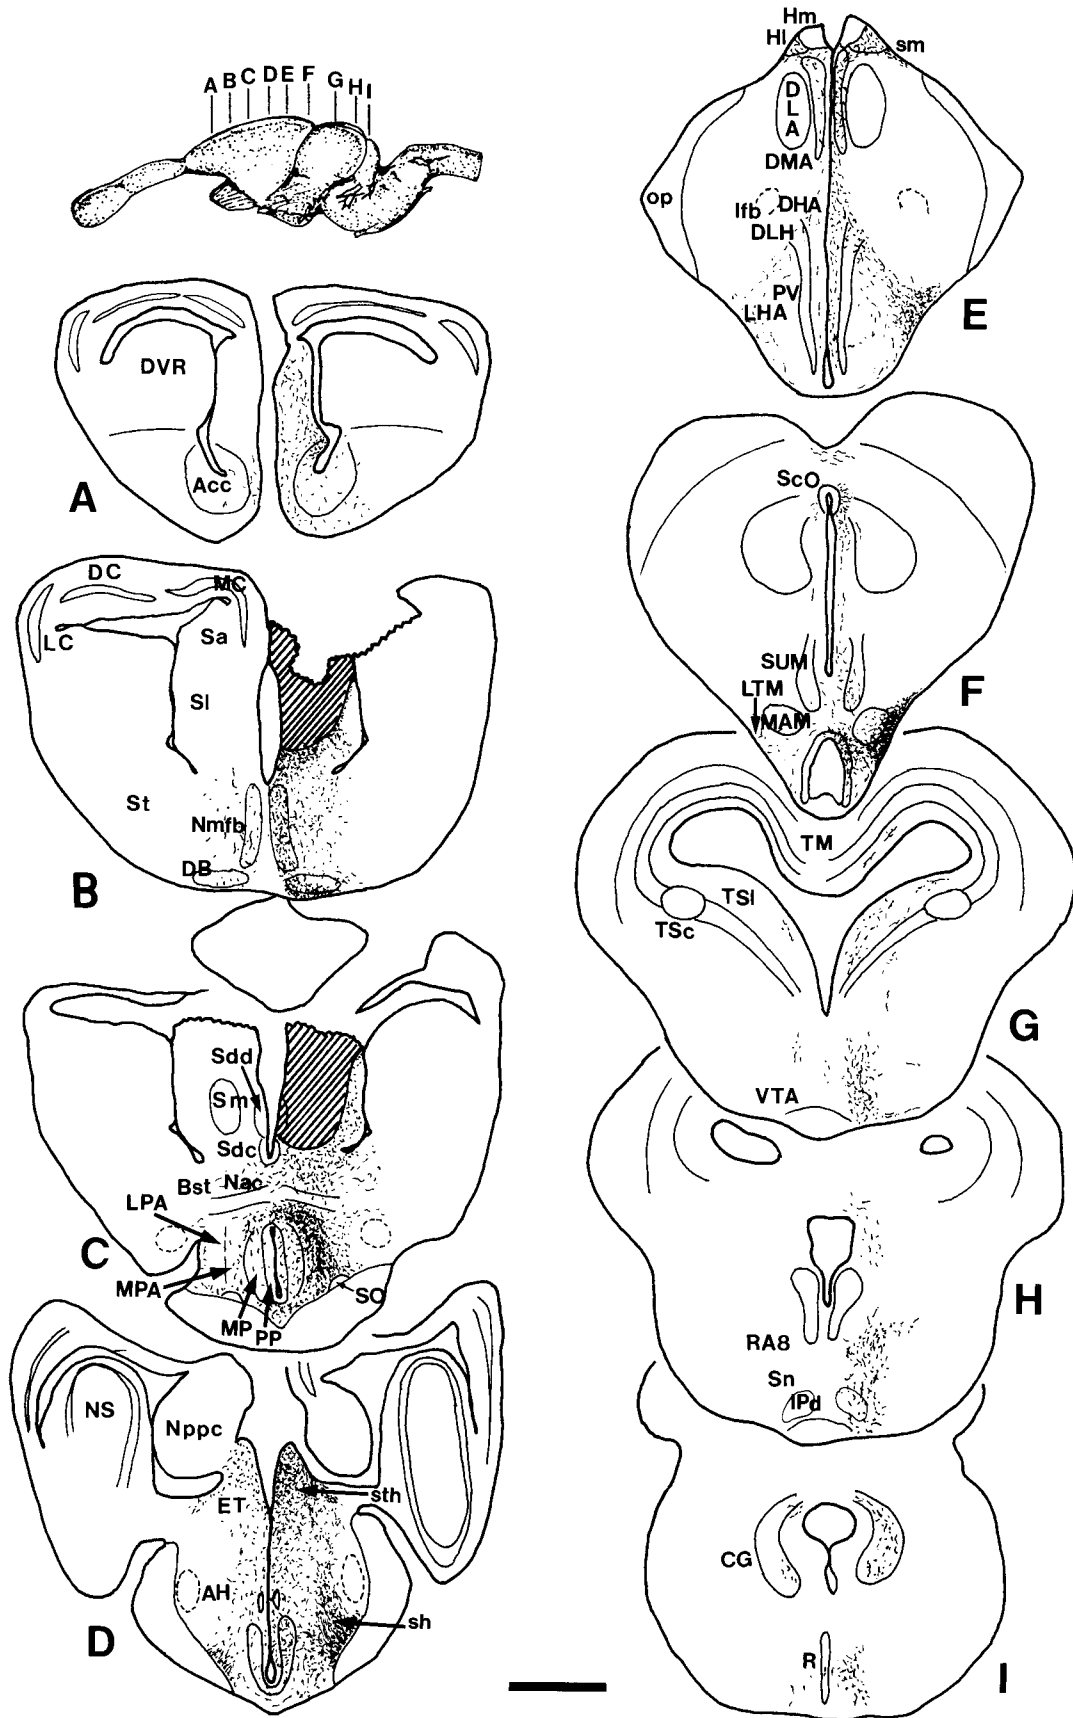 A B C D E F G H I
DVR
Acc
A
DC
MC
LC
Sa
Sl
St
Nmfb
DB
B
Sdd
Sm
Sdc
Bst Nac
LPA
C
MPA
SO
MP PP
NS
Nppc
sth
ET
AH
sh
D
Hm
Hl
sm
D
L
A
DMA
op
lfb DHA
DLH
PV
LHA
E
ScO
SUM
LTM
MAM
F
TM
TSl
TSc
G
VTA
H
RA8
Sn
IPd
CG
R
I